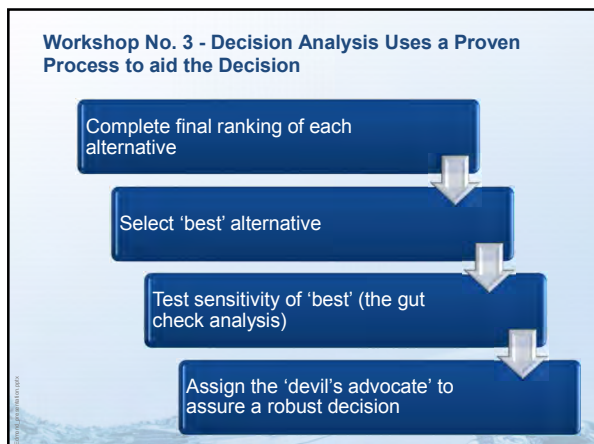 Workshop No. 3 - Decision Analysis Uses a Proven
Process to aid the Decision
Complete final ranking of each
alternative
Select ‘best’ alternative
Test sensitivity of ‘best’ (the gut
check analysis)
Assign the ‘devil’s advocate’ to
assure a robust decision